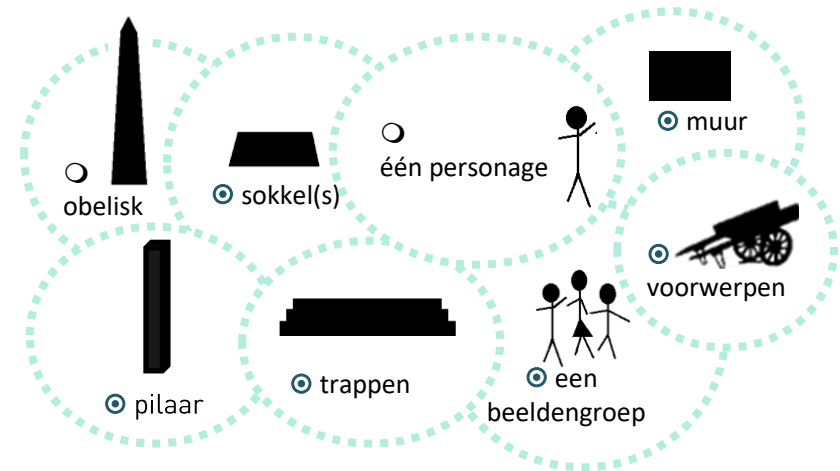 obelisk
sokkel(s)
één personage
muur
voorwerpen
pilaar
trappen
een
beeldengroep